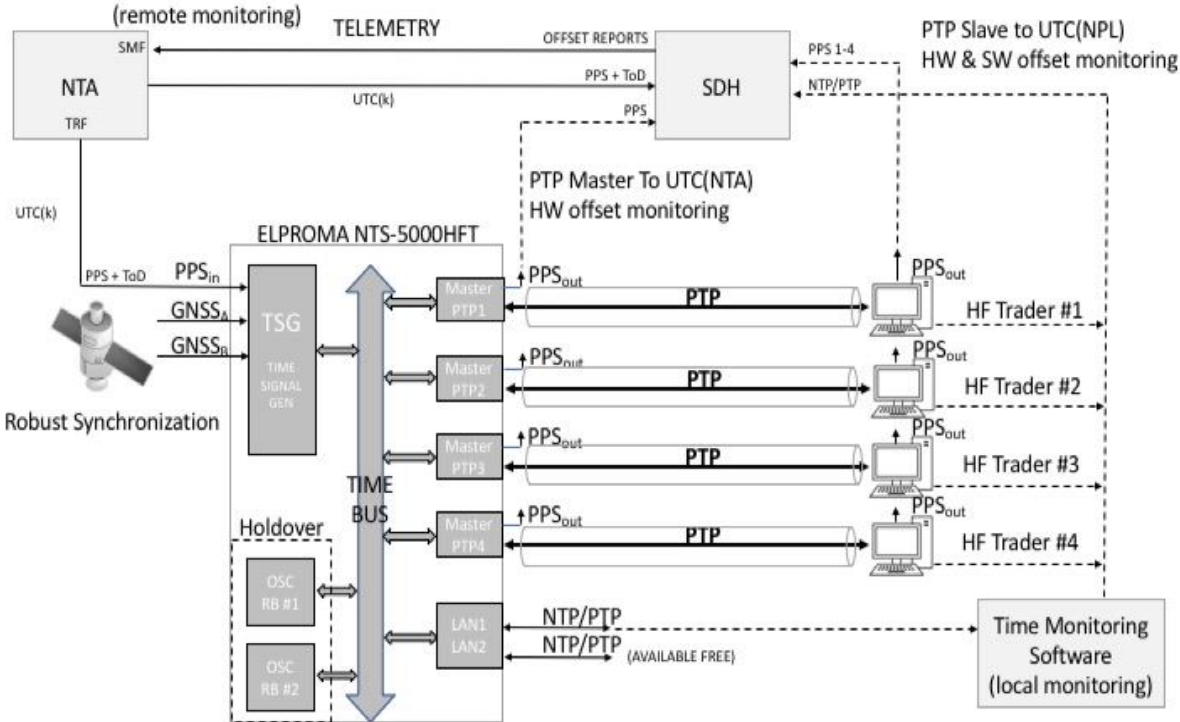 (remote monitoring)
TELEMETRY
SMF
OFFSET REPORTS
NTA
PPS + ToD
UTC(k)
TRF
SDH
PPS
PPS 1-4
NTP/PTP
PTP Slave to UTC(NPL)
HW & SW offset monitoring
PTP Master To UTC(NTA)
HW offset monitoring
UTC(k)
ELPROMA NTS-5000HFT
PPS + ToD
PPSin
GNSSA
GNSSB
Robust Synchronization
TSG
TIME
SIGNAL
GEN
TIME
BUS
Master
PTP1
PPSout
PTP
PPSout
HF Trader #1
Master
PTP2
PPSout
PTP
PPSout
HF Trader #2
Master
PTP3
PPSout
PTP
PPSout
HF Trader #3
Master
PTP4
PPSout
PTP
PPSout
HF Trader #4
Holdover
OSC
RB #1
OSC
RB #2
LAN1
LAN2
NTP/PTP
NTP/PTP
(AVAILABLE FREE)
Time Monitoring
Software
(local monitoring)